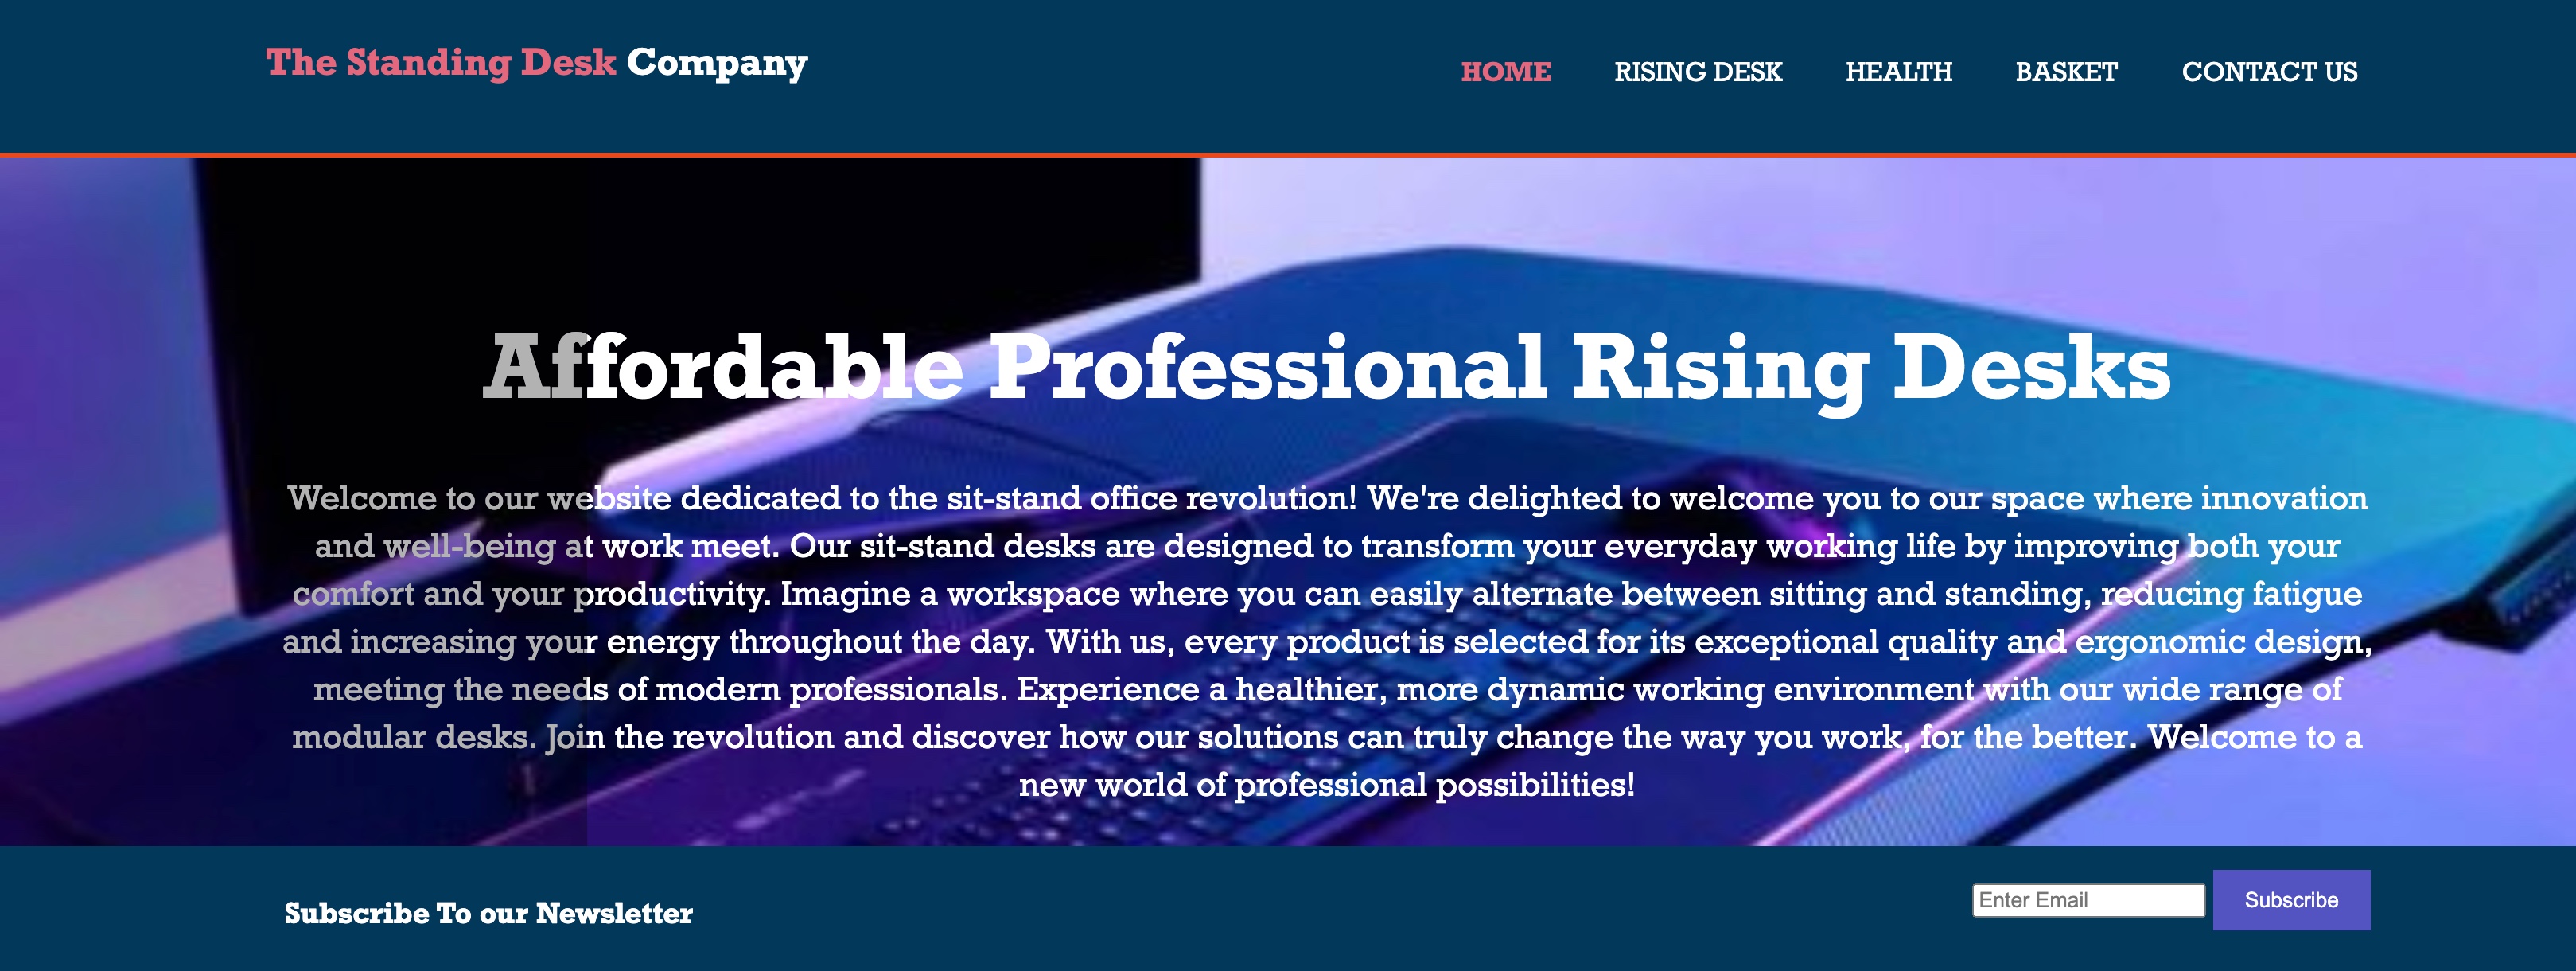 The Standing Desk Company
HOME RISING DESK HEALTH BASKET CONTACT US
Affordable Professional Rising Desks
Welcome to our website dedicated to the sit-stand office revolution! We're delighted to welcome you to our space where innovation
and well-being at work meet. Our sit-stand desks are designed to transform your everyday working life by improving both your
comfort and your productivity. Imagine a workspace where you can easily alternate between sitting and standing, reducing fatigue
and increasing your energy throughout the day. With us, every product is selected for its exceptional quality and ergonomic design,
meeting the needs of modern professionals. Experience a healthier, more dynamic working environment with our wide range of
modular desks. Join the revolution and discover how our solutions can truly change the way you work, for the better. Welcome to a
new world of professional possibilities!
Subscribe To our Newsletter
Enter Email
Subscribe